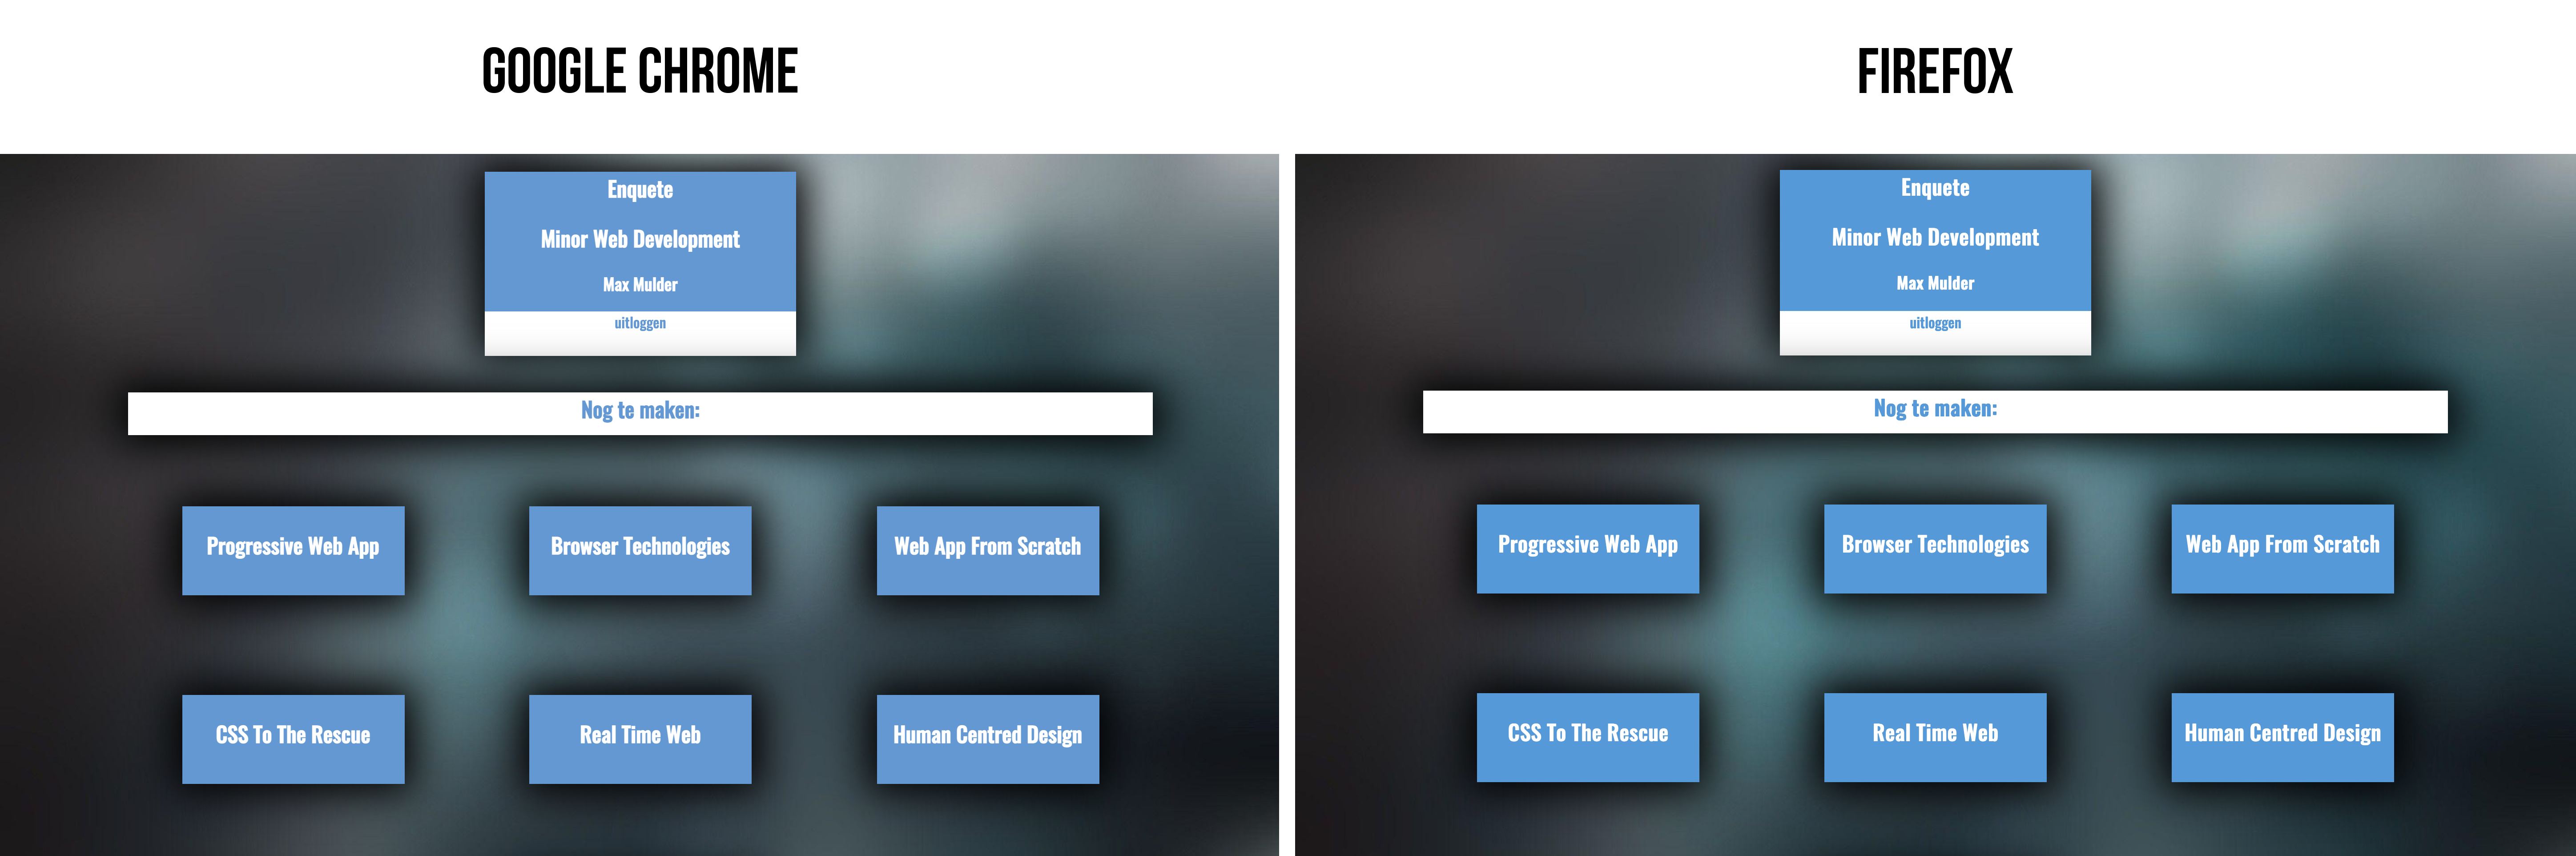 GOOGLE CHROME
Enquete
Minor Web Development
Max Mulder
uitloggen
Nog te maken:
Progressive Web App
Browser Technologies
Web App From Scratch
CSS To The Rescue
Real Time Web
Human Centred Design
FIREFOX
Enquete
Minor Web Development
Max Mulder
uitloggen
Nog te maken:
Progressive Web App
Browser Technologies
Web App From Scratch
CSS To The Rescue
Real Time Web
Human Centred Design